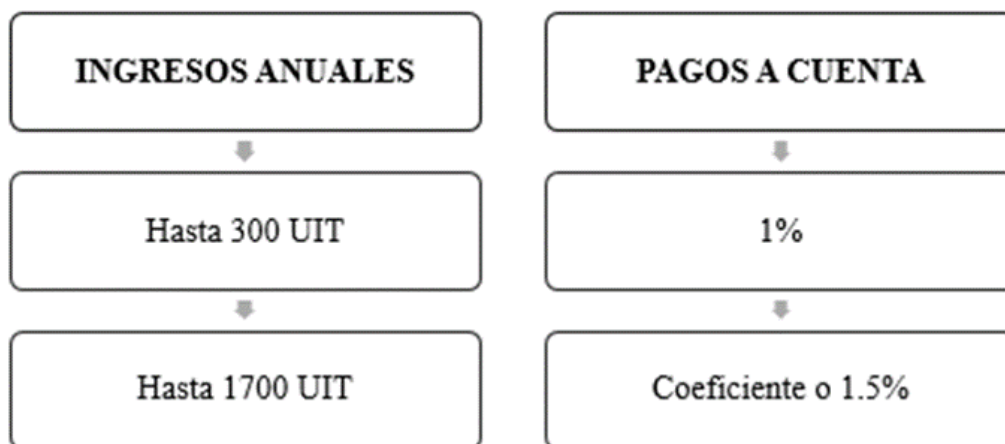 INGRESOS ANUALES
PAGOS A CUENTA
Hasta 300 UIT
1%
Hasta 1700 UIT
Coeficiente o 1.5%